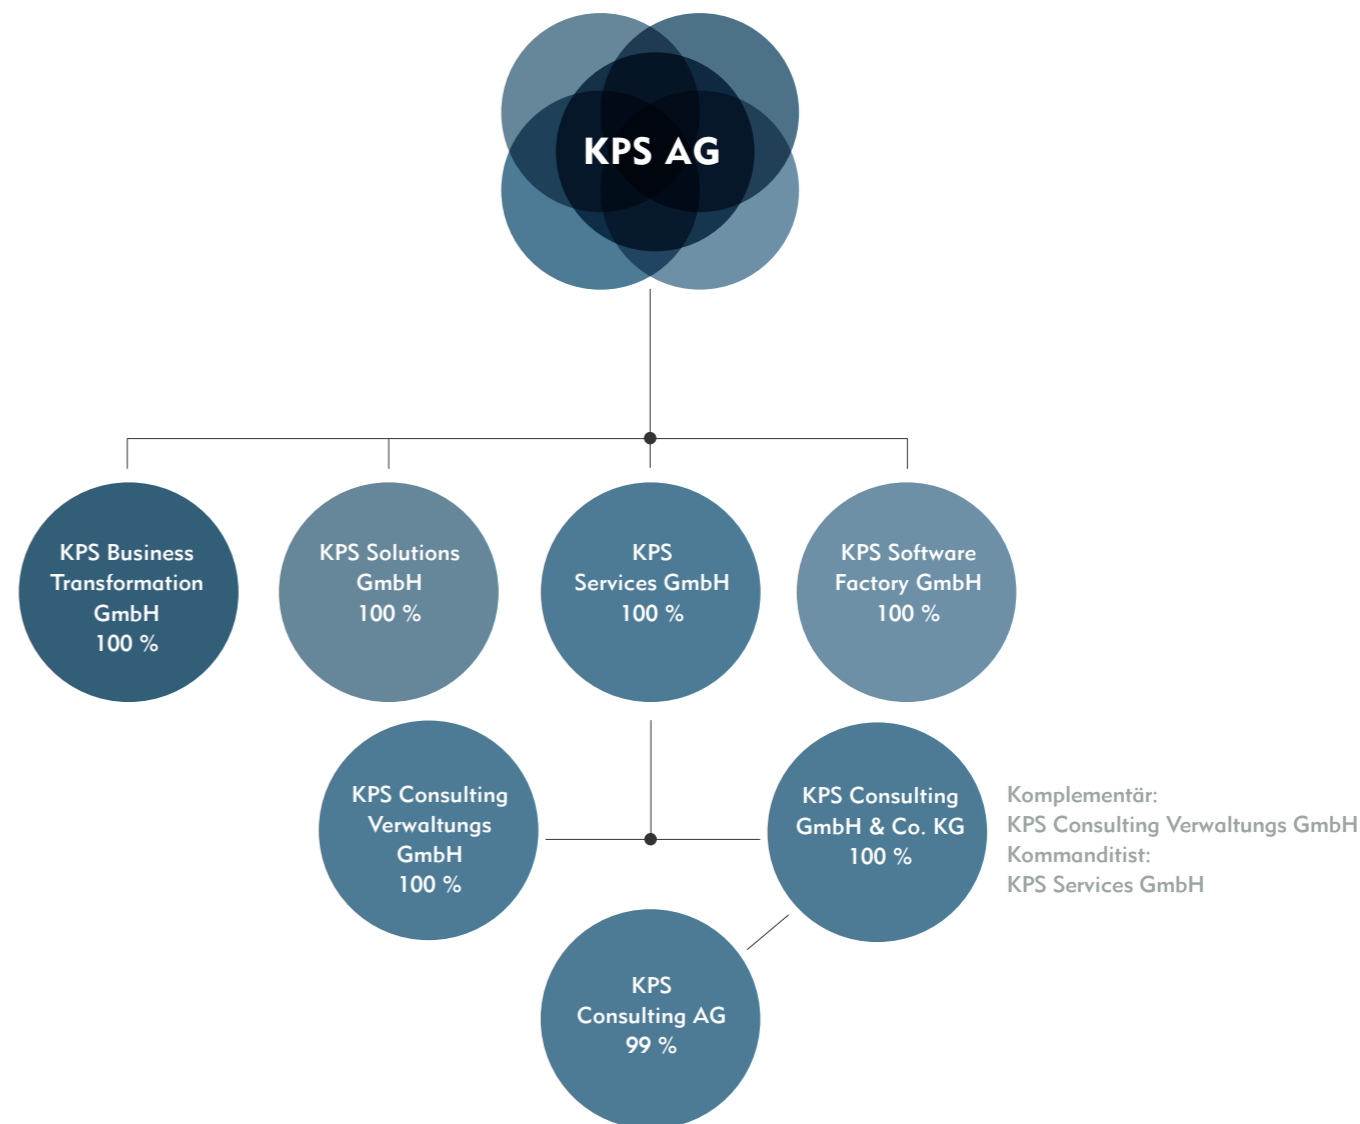 KPS AG
KPS Business
Transformation
GmbH
100 %
KPS Solutions
GmbH
100 %
KPS
Services GmbH
100 %
KPS Software
Factory GmbH
100 %
KPS Consulting
Verwaltungs
GmbH
100 %
KPS Consulting
GmbH & Co. KG
100 %
Komplementär:
KPS Consulting Verwaltungs GmbH
Kommanditist:
KPS Services GmbH
KPS
Consulting AG
99 %